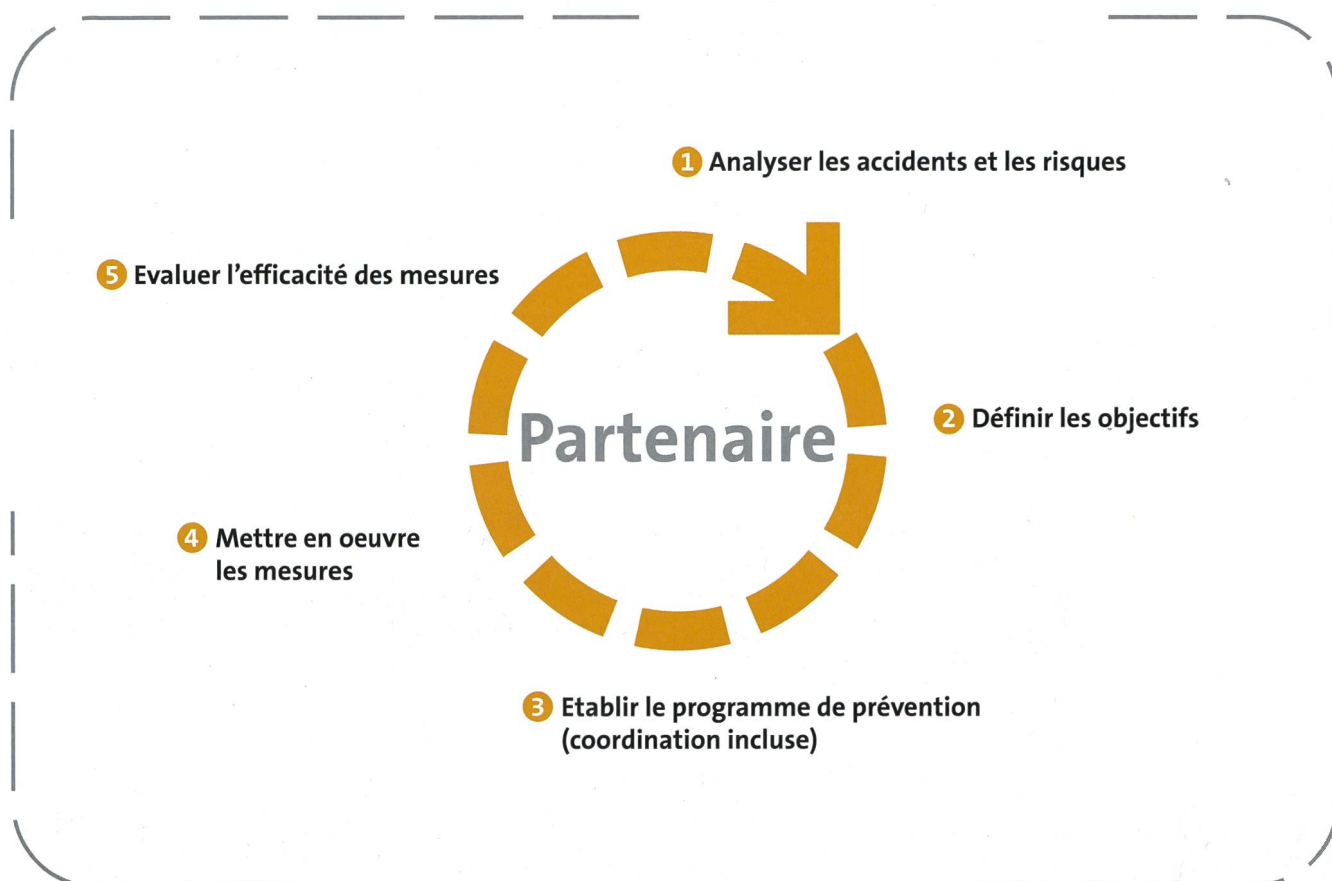 1 Analyser les accidents et les risques
5 Evaluer l'efficacité des mesures
Partenaire
2 Définir les objectifs
4 Mettre en oeuvre
les mesures
3 Etablir le programme de prévention
(coordination incluse)